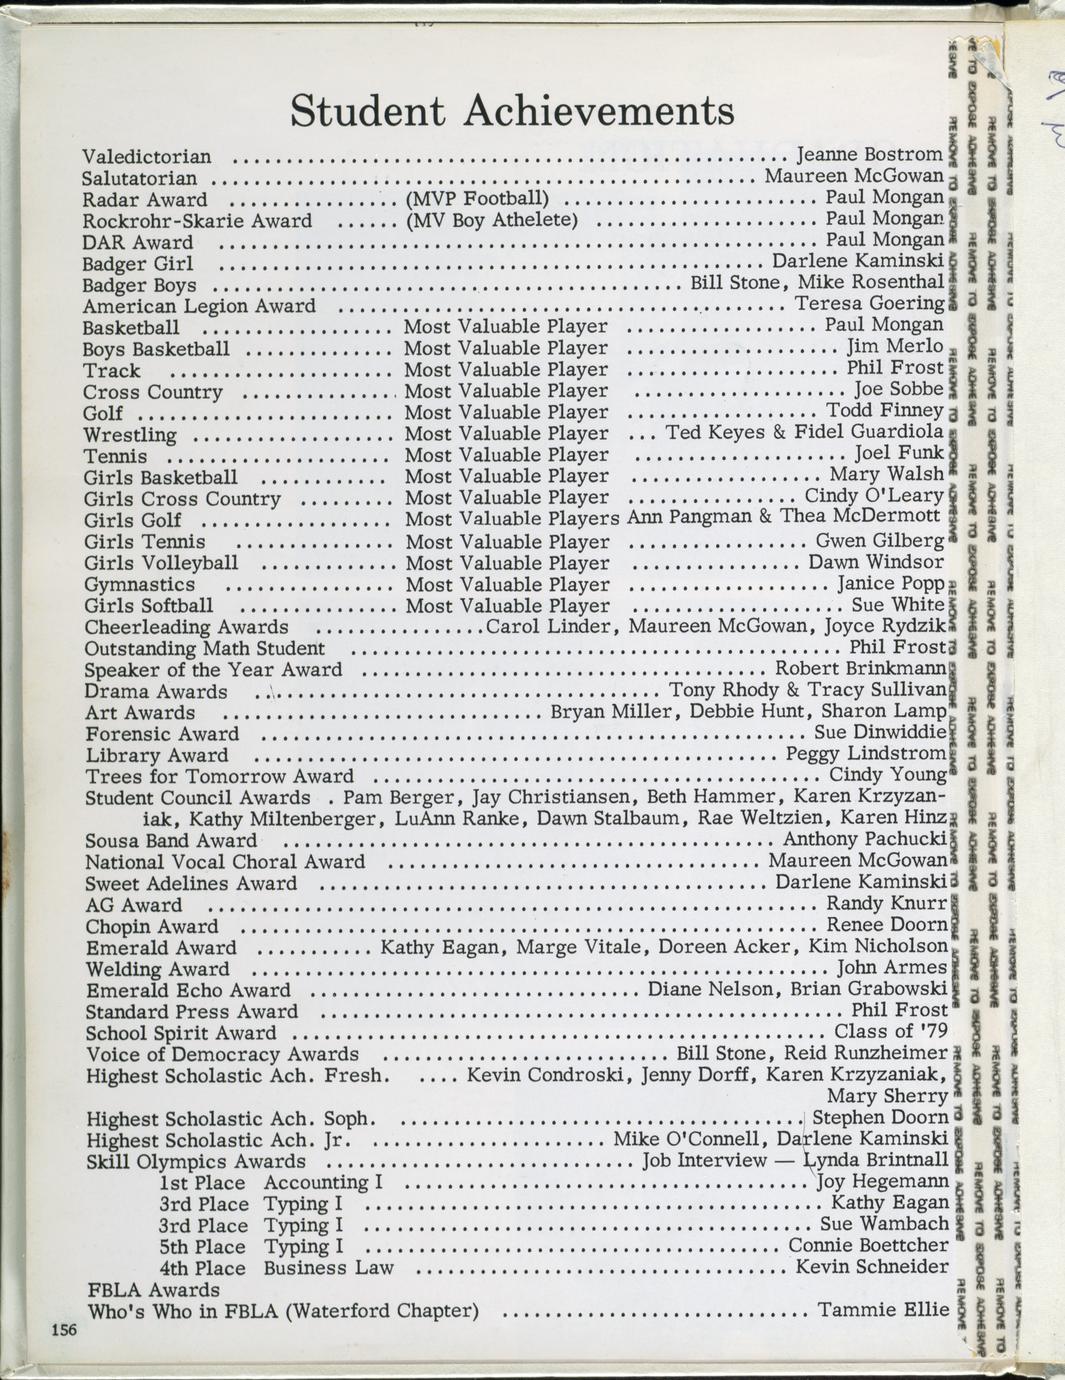 Student Achievements
Valedictorian .................................................... Jeanne Bostrom
Salutatorian .................................................. Maureen McGowan
Radar Award ............... (MVP Football) ........................ Paul Mongan
Rockrohr-Skarie Award ...... (MV Boy Athelete) ..................... Paul Mongan
DAR Award ........................................................ Paul Mongan
Badger Girl ................................................... Darlene Kaminski
Badger Boys ............................................ Bill Stone, Mike Rosenthal
American Legion Award .......................................... Teresa Goering
Basketball .................. Most Valuable Player .................. Paul Mongan
Boys Basketball .............. Most Valuable Player .................... Jim Merlo
Track ..................... Most Valuable Player .................... Phil Frost
Cross Country .............. Most Valuable Player .................... Joe Sobbe
Golf ........................ Most Valuable Player .................. Todd Finney
Wrestling ................... Most Valuable Player ... Ted Keyes & Fidel Guardiola
Tennis ..................... Most Valuable Player .................... Joel Funk
Girls Basketball ............ Most Valuable Player .................. Mary Walsh
Girls Cross Country ......... Most Valuable Player ................ Cindy O'Leary
Girls Golf .................. Most Valuable Players Ann Pangman & Thea McDermott
Girls Tennis ............... Most Valuable Player ................. Gwen Gilberg
Girls Volleyball ............. Most Valuable Player ................ Dawn Windsor
Gymnastics ................ Most Valuable Player .................... Janice Popp
Girls Softball ............... Most Valuable Player .................... Sue White
Cheerleading Awards ................Carol Linder, Maureen McGowan, Joyce Rydzik
Outstanding Math Student .............................................. Phil Frost
Speaker of the Year Award ...................................... Robert Brinkmann
Drama Awards ...................................... Tony Rhody & Tracy Sullivan
Art Awards .............................. Bryan Miller, Debbie Hunt, Sharon Lamp
Forensic Award .................................................... Sue Dinwiddie
Library Award ................................................. Peggy Lindstrom
Trees for Tomorrow Award ........................................... Cindy Young
Student Council Awards . Pam Berger, Jay Christiansen, Beth Hammer, Karen Krzyzan-
iak, Kathy Miltenberger, LuAnn Ranke, Dawn Stalbaum, Rae Weltzien, Karen Hinz
Sousa Band Award .............................................. Anthony Pachucki
National Vocal Choral Award ................................... Maureen McGowan
Sweet Adelines Award .......................................... Darlene Kaminski
AG Award ......................................................... Randy Knurr
Chopin Award ...................................................... Renee Doorn
Emerald Award ............ Kathy Eagan, Marge Vitale, Doreen Acker, Kim Nicholson
Welding Award ...................................................... John Armes
Emerald Echo Award ............................... Diane Nelson, Brian Grabowski
Standard Press Award ................................................. Phil Frost
School Spirit Award .................................................. Class of '79
Voice of Democracy Awards ........................... Bill Stone, Reid Runzheimer
Highest Scholastic Ach. Fresh. .... Kevin Condroski, Jenny Dorff, Karen Krzyzaniak,
Mary Sherry
Highest Scholastic Ach. Soph. ...................................... Stephen Doorn
Highest Scholastic Ach. Jr. ...................... Mike O'Connell, Darlene Kaminski
Skill Olympics Awards ............................. Job Interview — Lynda Brintnall
1st Place Accounting I ...................................... Joy Hegemann
3rd Place Typing I ........................................... Kathy Eagan
3rd Place Typing I .......................................... Sue Wambach
5th Place Typing I ....................................... Connie Boettcher
4th Place Business Law ................................... Kevin Schneider
FBLA Awards
Who's Who in FBLA (Waterford Chapter) ............................. Tammie Ellie
156
REMOVE TO EXPOSE ADHESIVE